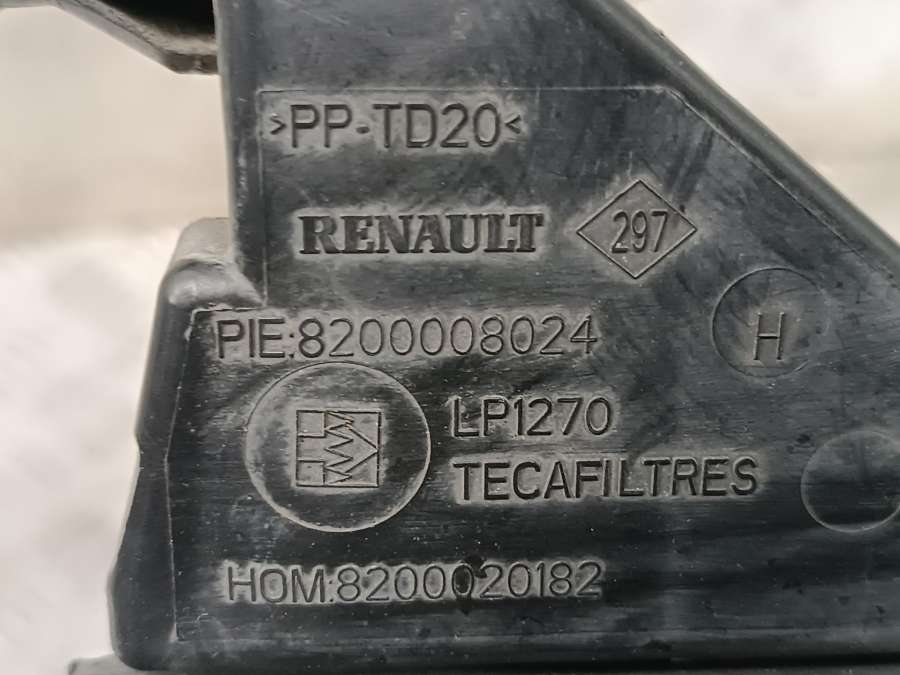 >PP-TD20<
RENAULT 297
PIE:8200008024
H
LP1270
TECAFILTRES
HOM:8200020182